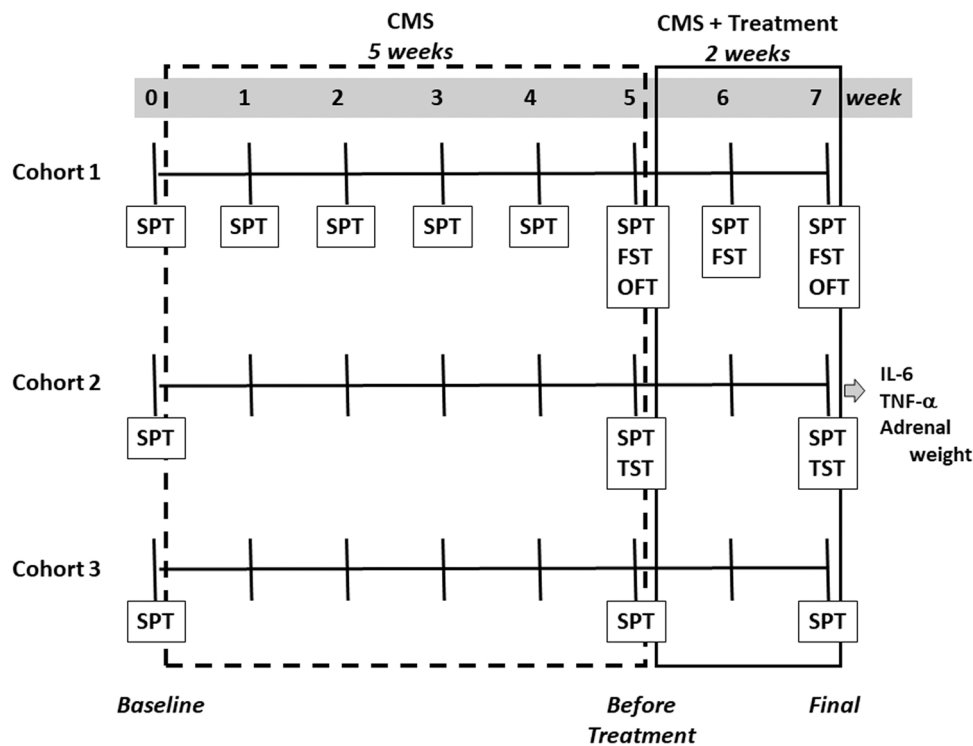 CMS
5 weeks
CMS + Treatment
2 weeks
0 1 2 3 4 5 6 7 week
Cohort 1
SPT SPT SPT SPT SPT SPT SPT SPT
FST FST FST
OFT OFT
Cohort 2
SPT SPT SPT
TST TST
IL-6
TNF-α
Adrenal
weight
Cohort 3
SPT SPT SPT
Baseline Before Final
Treatment